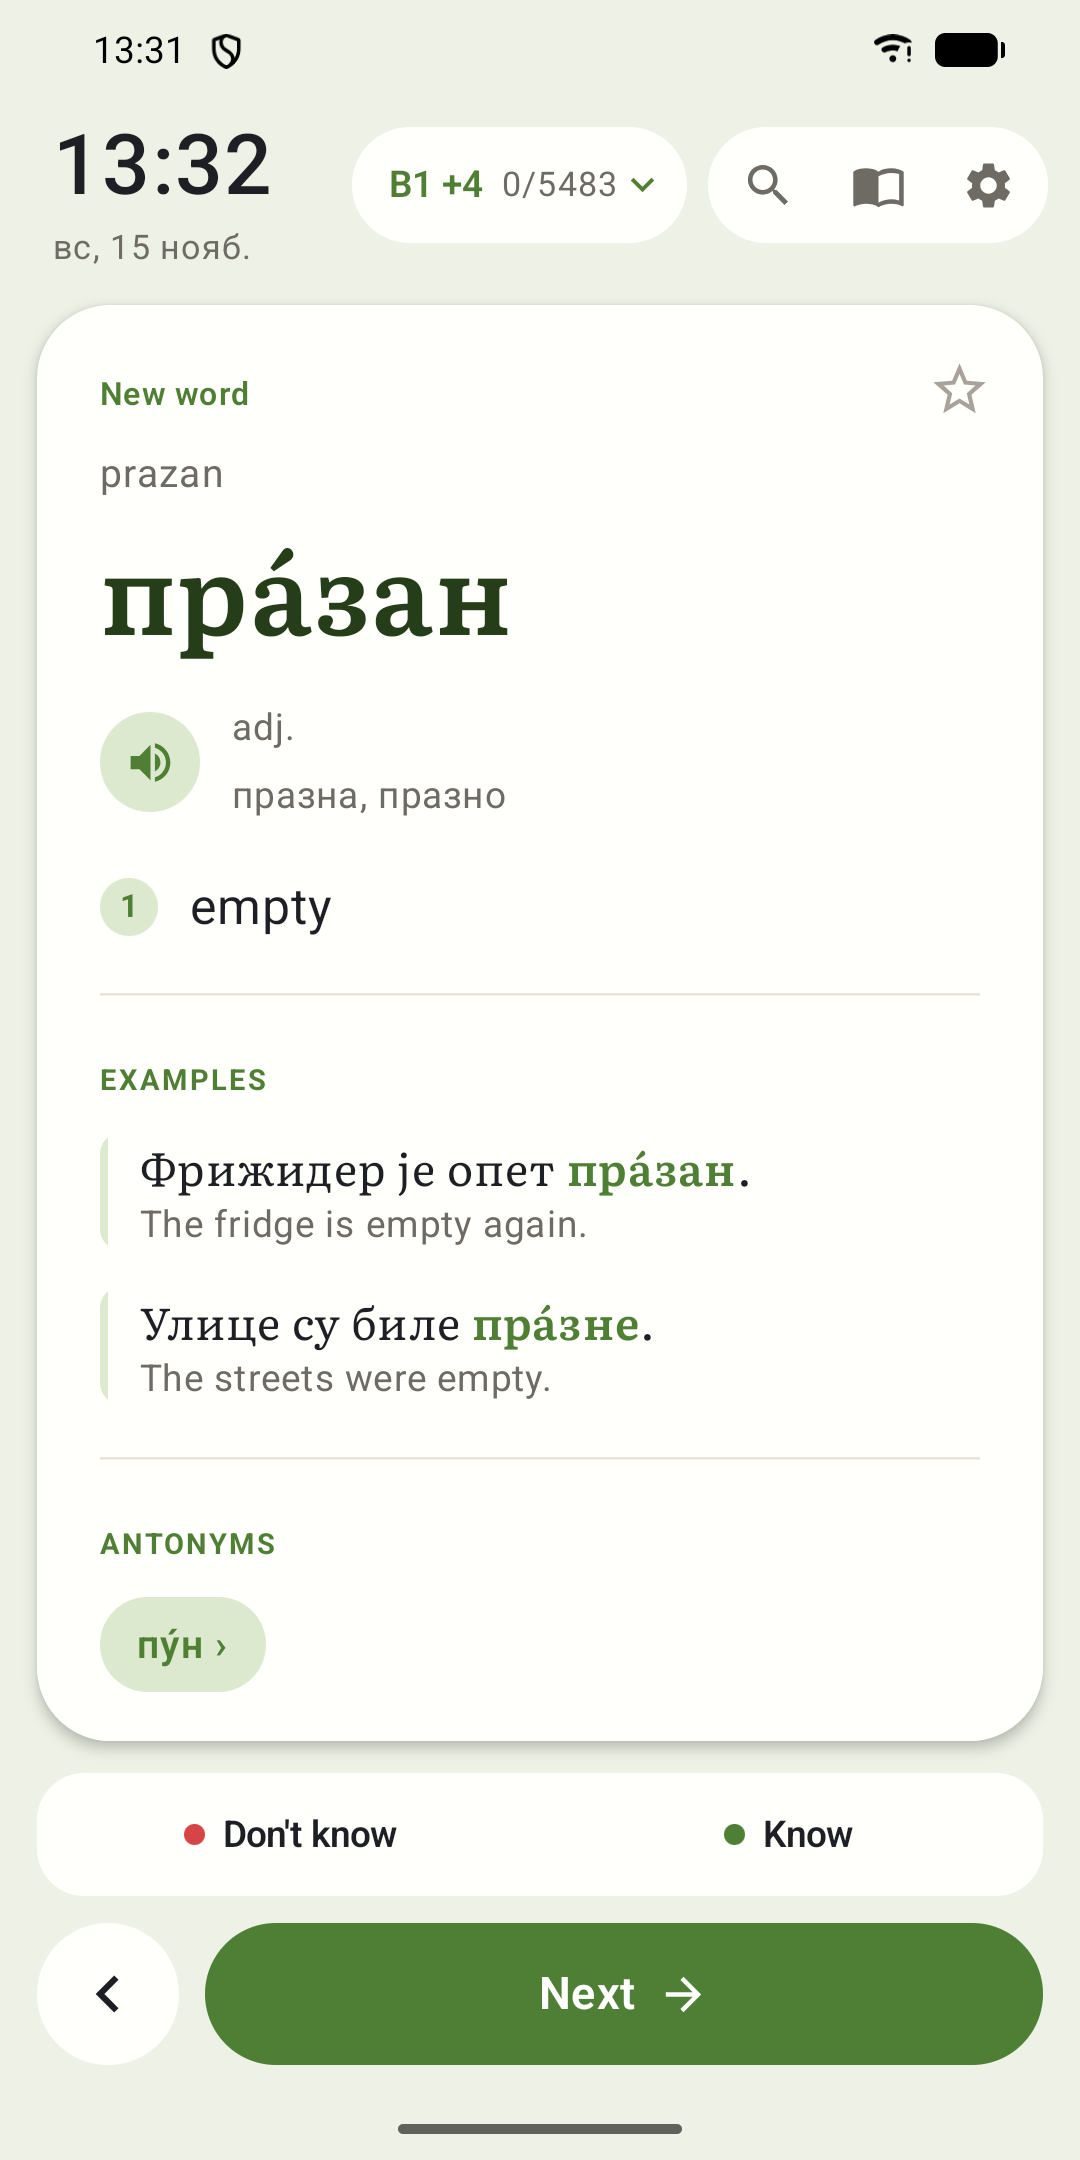 13:31
13:32
вс, 15 нояб.
B1 +4 0/5483
New word
prazan
пра́зан
adj.
празна, празно
1 empty
EXAMPLES
Фрижидер је опет пра́зан.
The fridge is empty again.
Улице су биле пра́зне.
The streets were empty.
ANTONYMS
пу́н ›
Don't know
Know
Next →